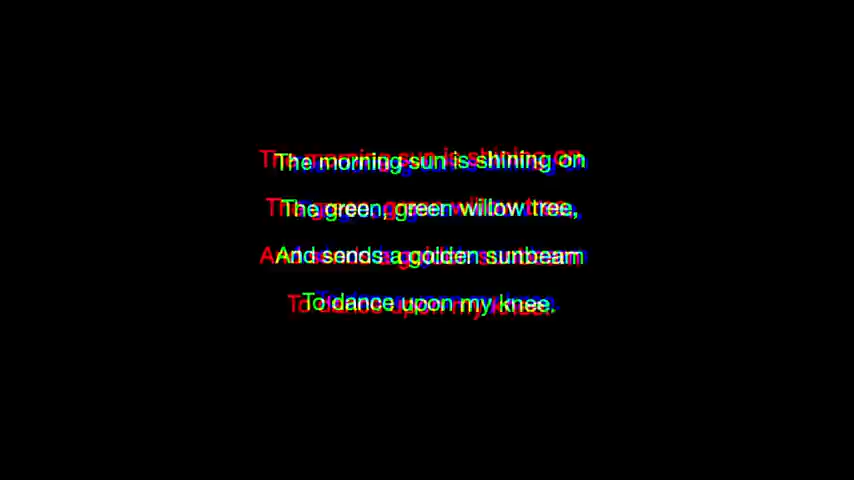 The morning sun is shining on
The green, green willow tree,
And sends a golden sunbeam
To dance upon my knee.